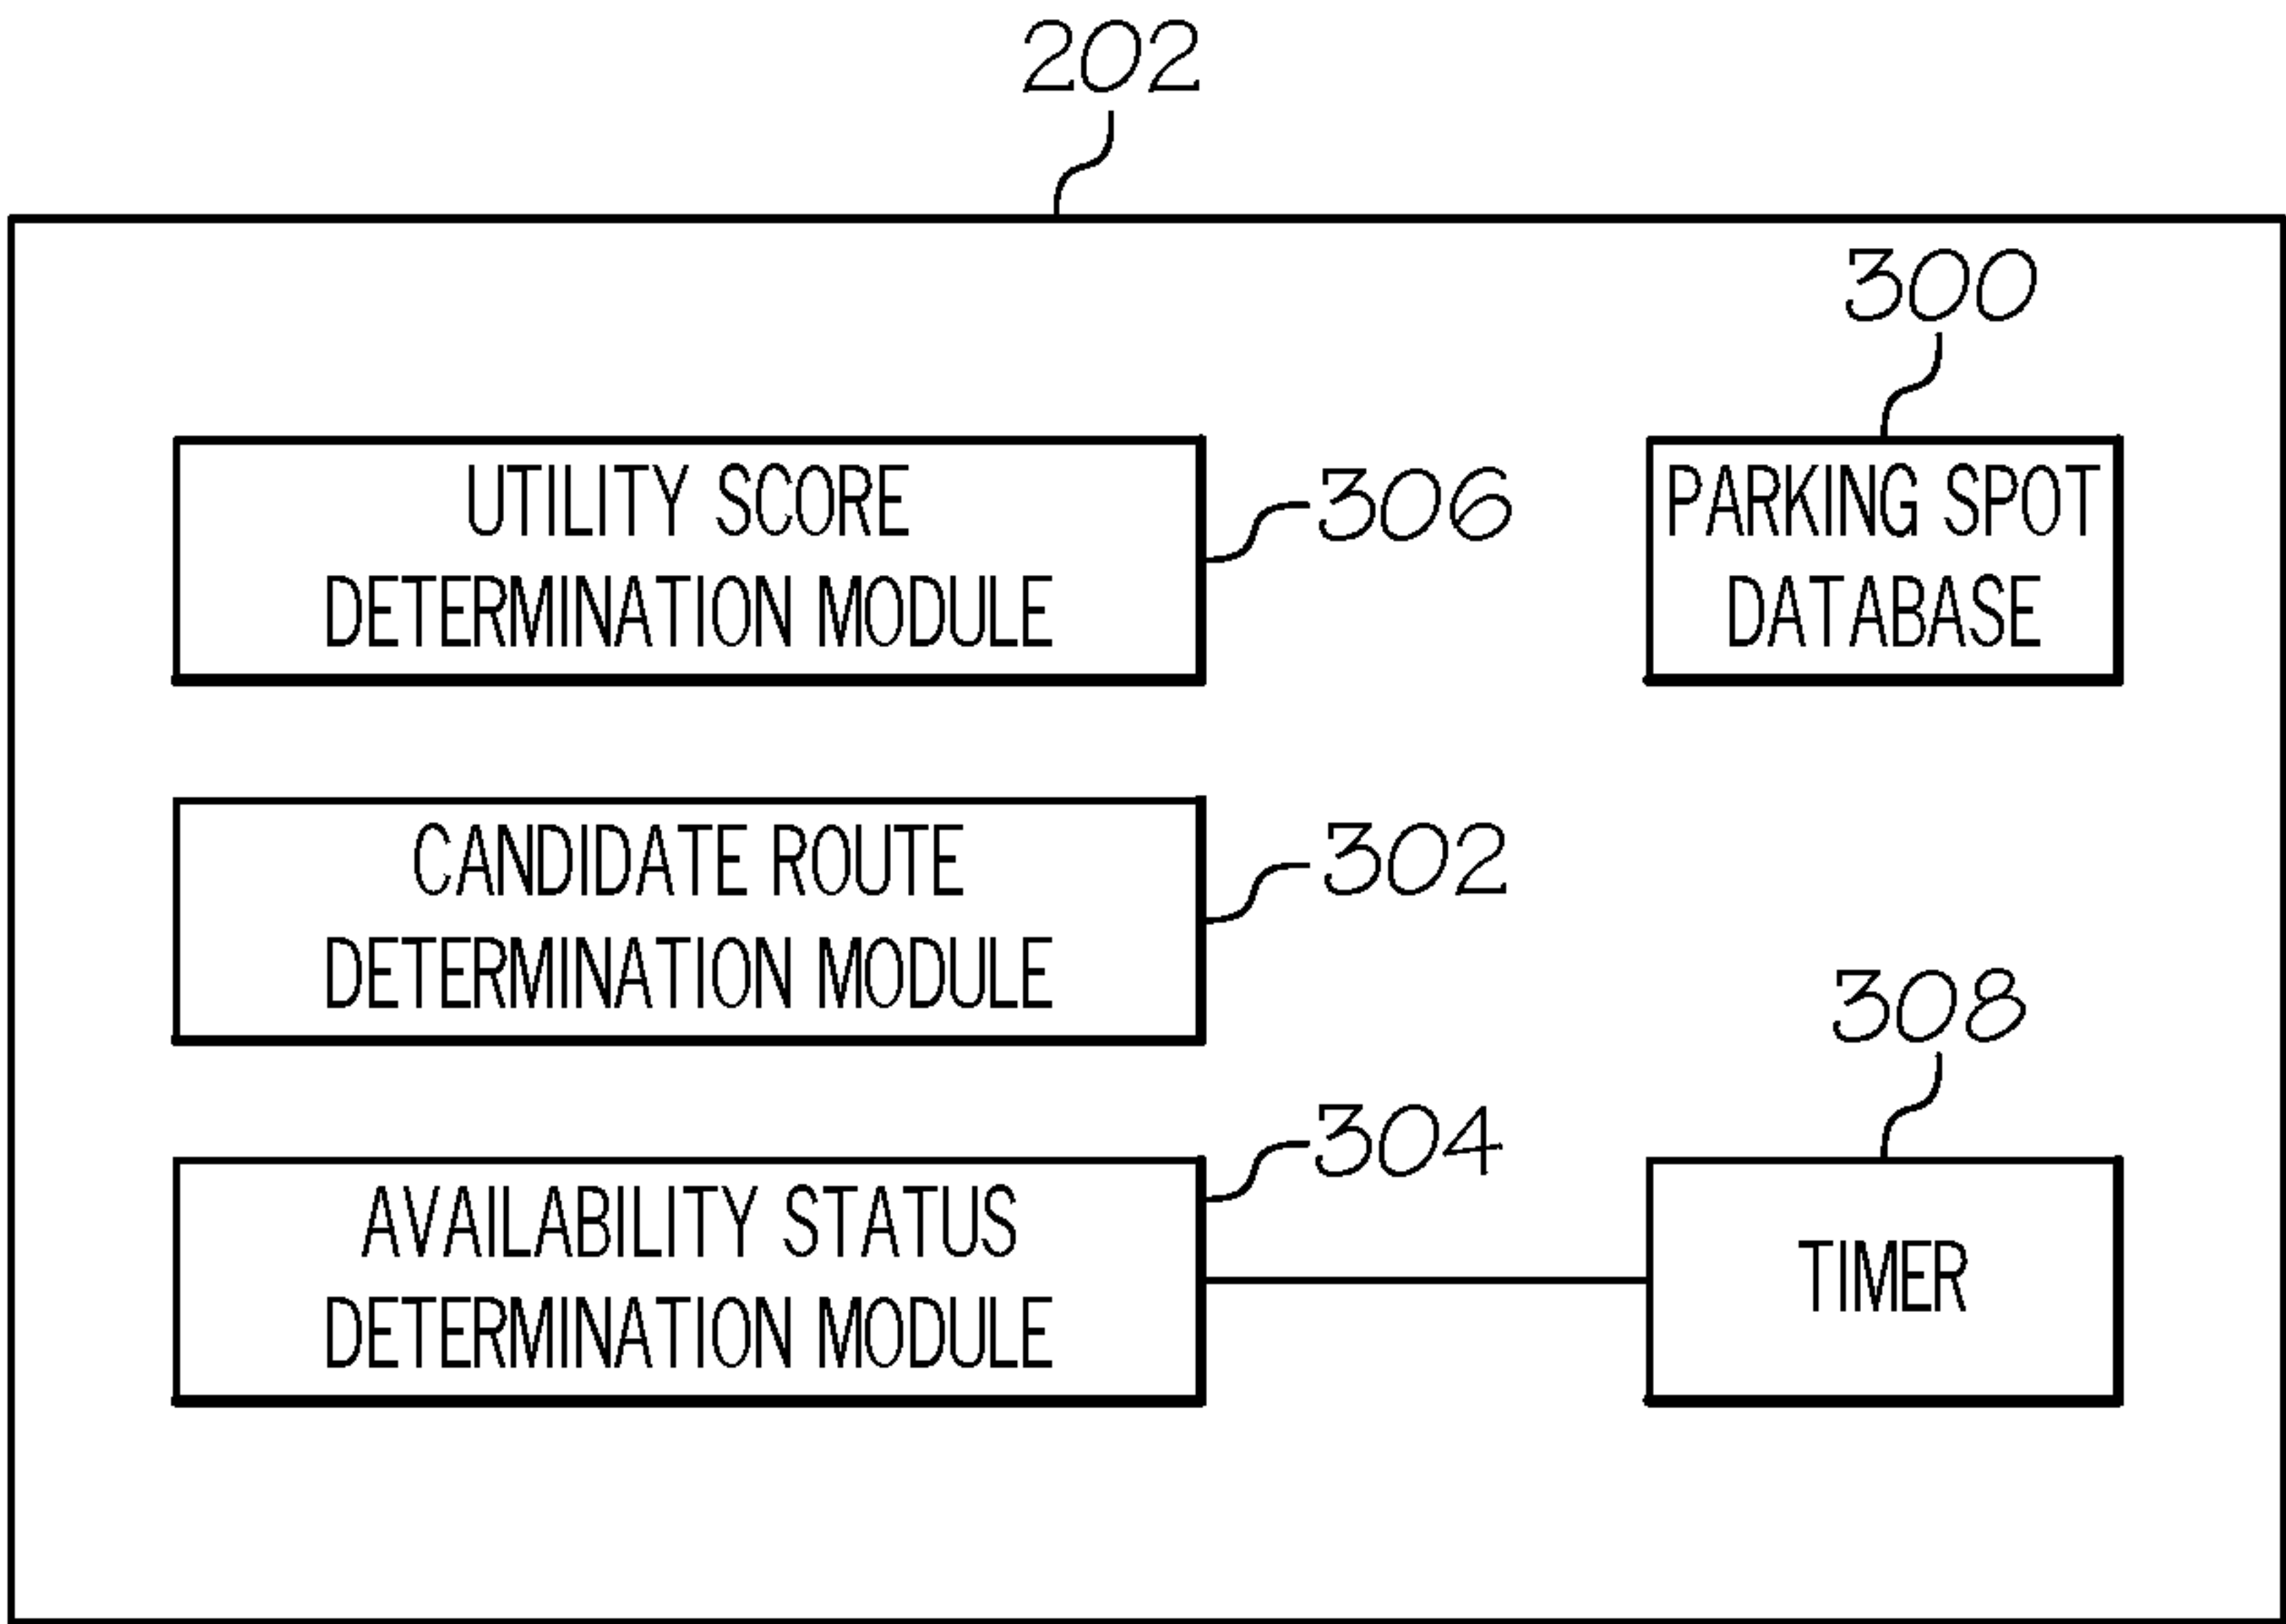 202
300
UTILITY SCORE
DETERMINATION MODULE
306
PARKING SPOT
DATABASE
CANDIDATE ROUTE
DETERMINATION MODULE
302
308
304
AVAILABILITY STATUS
DETERMINATION MODULE
TIMER